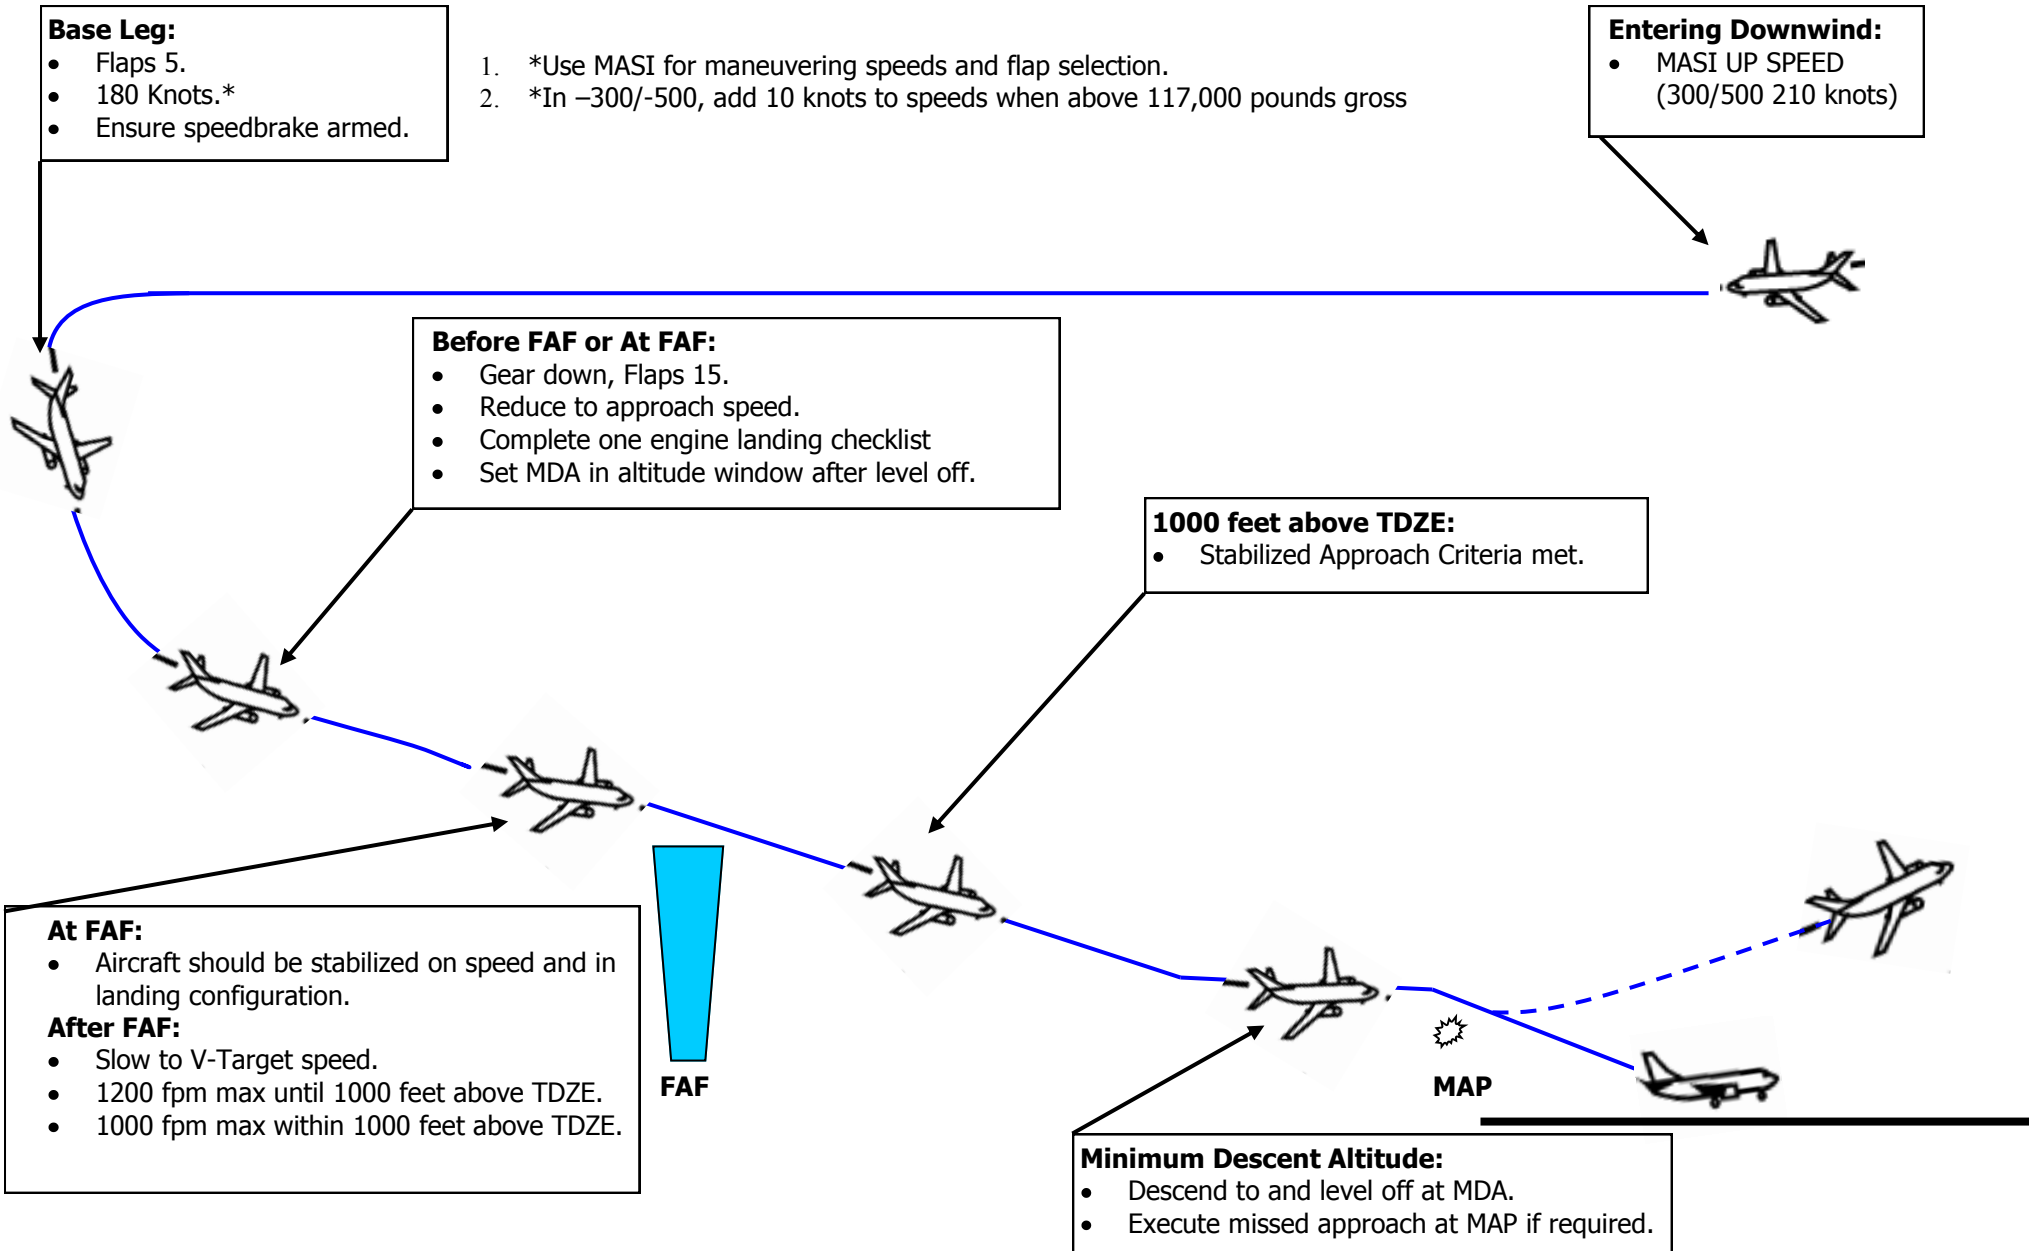 Base Leg:
• Flaps 5.
• 180 Knots.*
• Ensure speedbrake armed.
1. *Use MASI for maneuvering speeds and flap selection.
2. *In –300/-500, add 10 knots to speeds when above 117,000 pounds gross
Entering Downwind:
• MASI UP SPEED
(300/500 210 knots)
Before FAF or At FAF:
• Gear down, Flaps 15.
• Reduce to approach speed.
• Complete one engine landing checklist
• Set MDA in altitude window after level off.
1000 feet above TDZE:
• Stabilized Approach Criteria met.
At FAF:
• Aircraft should be stabilized on speed and in
landing configuration.
After FAF:
• Slow to V-Target speed.
• 1200 fpm max until 1000 feet above TDZE.
• 1000 fpm max within 1000 feet above TDZE.
FAF
MAP
Minimum Descent Altitude:
• Descend to and level off at MDA.
• Execute missed approach at MAP if required.